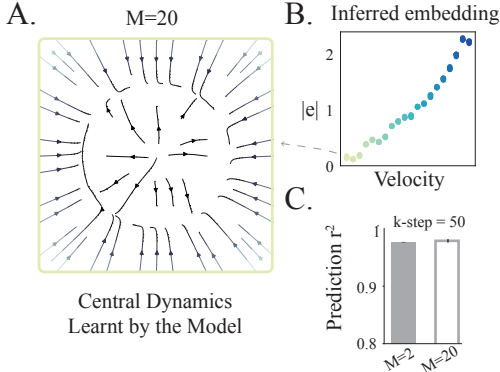 A.
M=20
Central Dynamics
Learnt by the Model
B.
Inferred embedding
2
1
0
|e|
Velocity
C.
k-step = 50
1
0.9
0.8
Prediction r²
M=2
M=20